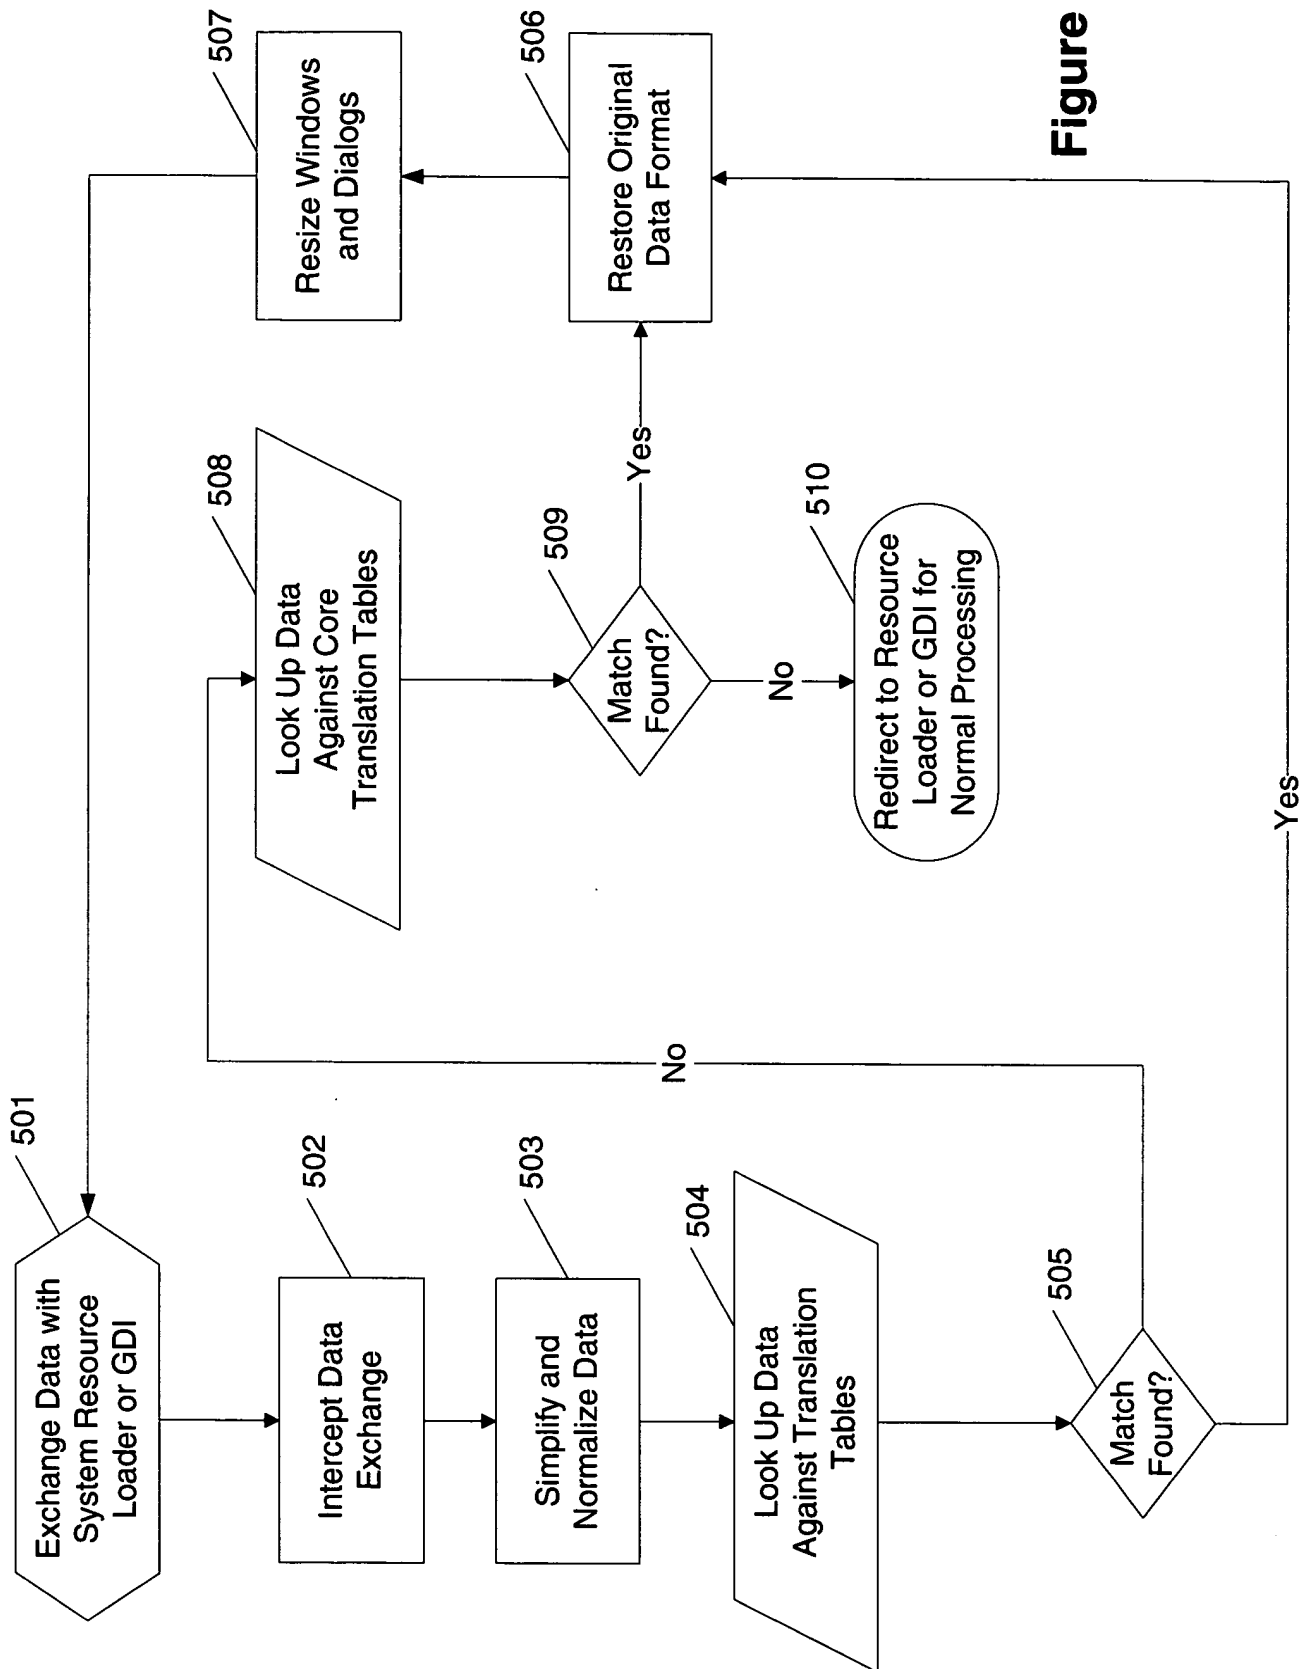 501
Exchange Data with
System Resource
Loader or GDI
502
Intercept Data
Exchange
503
Simplify and
Normalize Data
504
Look Up Data
Against Translation
Tables
505
Match
Found?
No
Yes
508
Look Up Data
Against Core
Translation Tables
509
Match
Found?
Yes
No
510
Redirect to Resource
Loader or GDI for
Normal Processing
507
Resize Windows
and Dialogs
506
Restore Original
Data Format
Figure